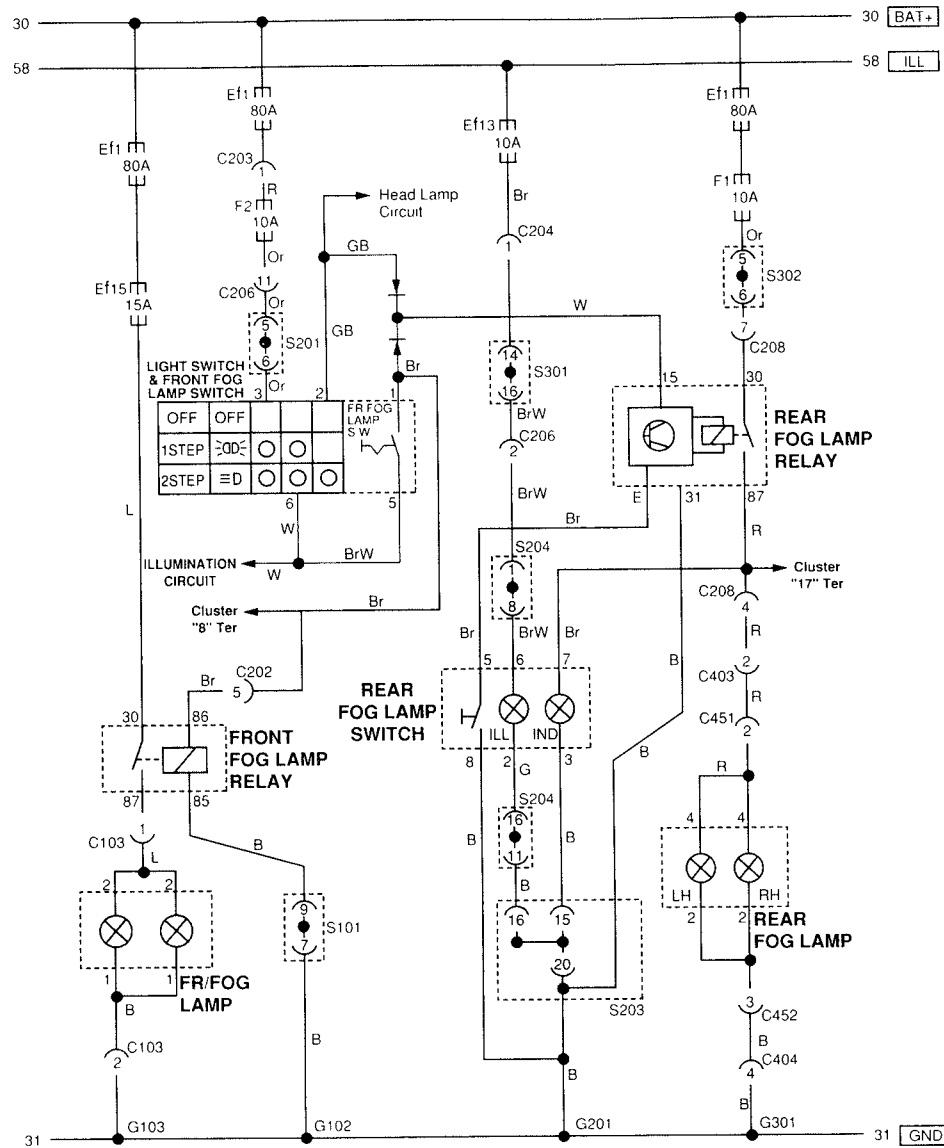 30
30 BAT+
58
58 ILL
Ef1
80A
Ef1
80A
Ef13
10A
Ef1
80A
C203
1
R
F2
10A
Head Lamp
Circuit
Br
F1
10A
Or
C204
1
Or
GB
5
S302
6
Ef15
15A
C206
11
Or
W
7
C208
5
S201
6
GB
Br
14
S301
16
LIGHT SWITCH
& FRONT FOG
LAMP SWITCH
3
Or
2
1
BrW
15
30
OFF
OFF
FR FOG
LAMP
S.W
C206
2
REAR
FOG LAMP
RELAY
1STEP
2STEP
≡D
6
5
BrW
E
31
87
L
W
Br
R
BrW
S204
ILLUMINATION
CIRCUIT
W
1
8
C208
4
Cluster
"17" Ter
Cluster
"8" Ter
Br
Br
BrW
Br
R
B
C202
Br
5
5
6
7
2
C403
R
REAR
FOG LAMP
SWITCH
C451
2
30
86
FRONT
FOG LAMP
RELAY
ILL
IND
B
8
2
3
G
R
87
85
S204
16
11
4
4
1
C103
L
B
B
B
B
LH
RH
2
2
REAR
FOG LAMP
2
2
9
S101
7
16
15
20
S203
1
1
FR/FOG
LAMP
B
3
C452
B
C103
2
B
C404
4
B
B
31
G103
G102
G201
G301
31 GND